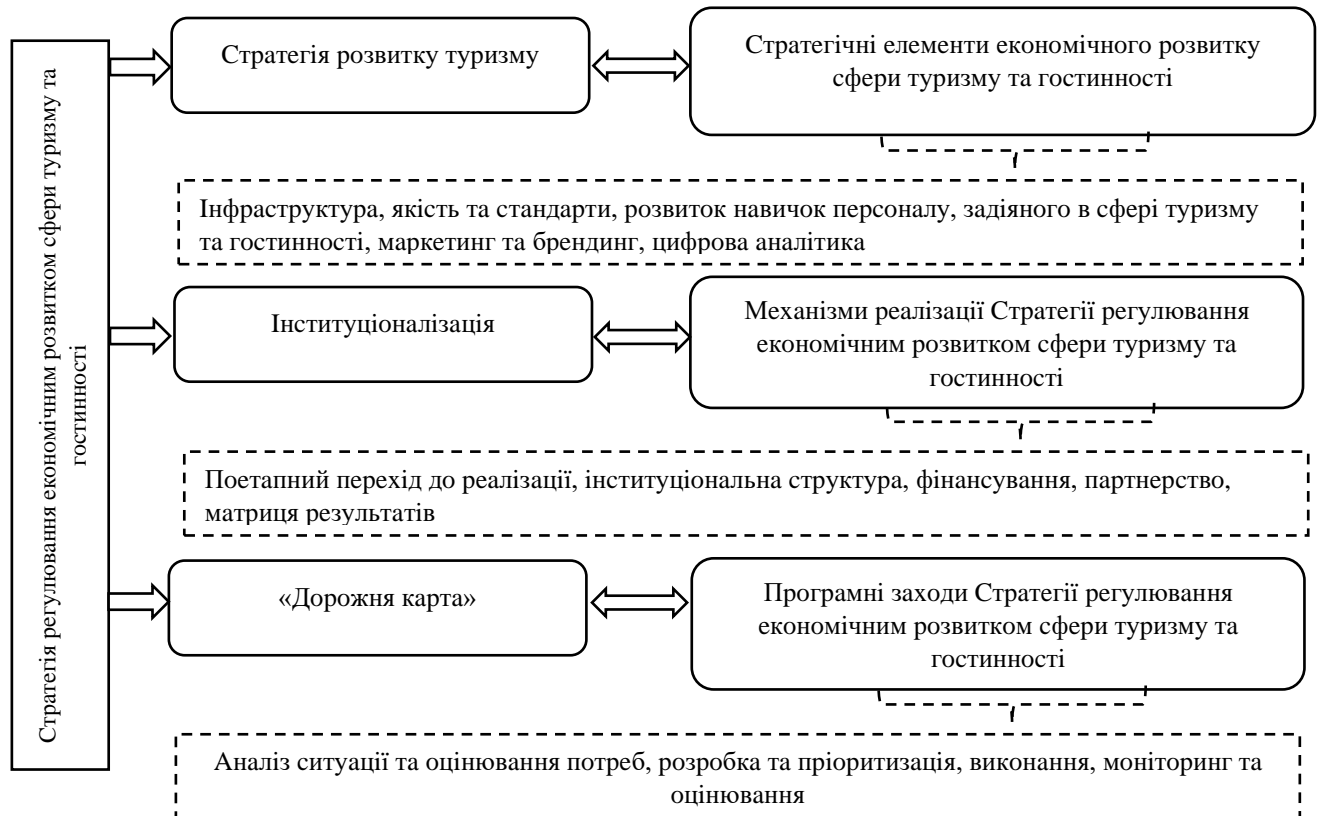 Стратегія регулювання економічним розвитком сфери туризму та
гостинності
Стратегія розвитку туризму
Стратегічні елементи економічного розвитку
сфери туризму та гостинності
Інфраструктура, якість та стандарти, розвиток навичок персоналу, задіяного в сфері туризму
та гостинності, маркетинг та брендинг, цифрова аналітика
Інституціоналізація
Механізми реалізації Стратегії регулювання
економічним розвитком сфери туризму та
гостинності
Поетапний перехід до реалізації, інституціональна структура, фінансування, партнерство,
матриця результатів
«Дорожня карта»
Програмні заходи Стратегії регулювання
економічним розвитком сфери туризму та
гостинності
Аналіз ситуації та оцінювання потреб, розробка та пріоритизація, виконання, моніторинг та
оцінювання